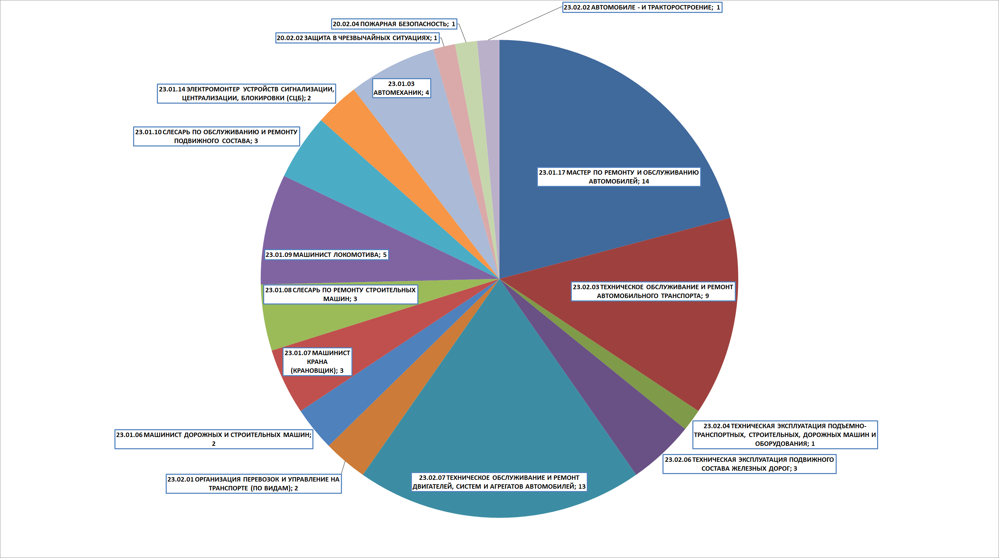 23.02.02 АВТОМОБИЛЕ - И ТРАКТОРОСТРОЕНИЕ; 1
20.02.04 ПОЖАРНАЯ БЕЗОПАСНОСТЬ; 1
20.02.02 ЗАЩИТА В ЧРЕЗВЫЧАЙНЫХ СИТУАЦИЯХ; 1
23.01.03
АВТОМЕХАНИК; 4
23.01.14 ЭЛЕКТРОМОНТЕР УСТРОЙСТВ СИГНАЛИЗАЦИИ,
ЦЕНТРАЛИЗАЦИИ, БЛОКИРОВКИ (СЦБ); 2
23.01.10 СЛЕСАРЬ ПО ОБСЛУЖИВАНИЮ И РЕМОНТУ
ПОДВИЖНОГО СОСТАВА; 3
23.01.17 МАСТЕР ПО РЕМОНТУ И ОБСЛУЖИВАНИЮ
АВТОМОБИЛЕЙ; 14
23.01.09 МАШИНИСТ ЛОКОМОТИВА; 5
23.02.03 ТЕХНИЧЕСКОЕ ОБСЛУЖИВАНИЕ И РЕМОНТ
АВТОМОБИЛЬНОГО ТРАНСПОРТА; 9
23.01.08 СЛЕСАРЬ ПО РЕМОНТУ СТРОИТЕЛЬНЫХ
МАШИН; 3
23.01.07 МАШИНИСТ
КРАНА
(КРАНОВЩИК); 3
23.02.04 ТЕХНИЧЕСКАЯ ЭКСПЛУАТАЦИЯ ПОДЪЕМНО-
ТРАНСПОРТНЫХ, СТРОИТЕЛЬНЫХ, ДОРОЖНЫХ МАШИН И
ОБОРУДОВАНИЯ; 1
23.01.06 МАШИНИСТ ДОРОЖНЫХ И СТРОИТЕЛЬНЫХ МАШИН;
2
23.02.06 ТЕХНИЧЕСКАЯ ЭКСПЛУАТАЦИЯ ПОДВИЖНОГО
СОСТАВА ЖЕЛЕЗНЫХ ДОРОГ; 3
23.02.07 ТЕХНИЧЕСКОЕ ОБСЛУЖИВАНИЕ И РЕМОНТ
ДВИГАТЕЛЕЙ, СИСТЕМ И АГРЕГАТОВ АВТОМОБИЛЕЙ; 13
23.02.01 ОРГАНИЗАЦИЯ ПЕРЕВОЗОК И УПРАВЛЕНИЕ НА
ТРАНСПОРТЕ (ПО ВИДАМ); 2